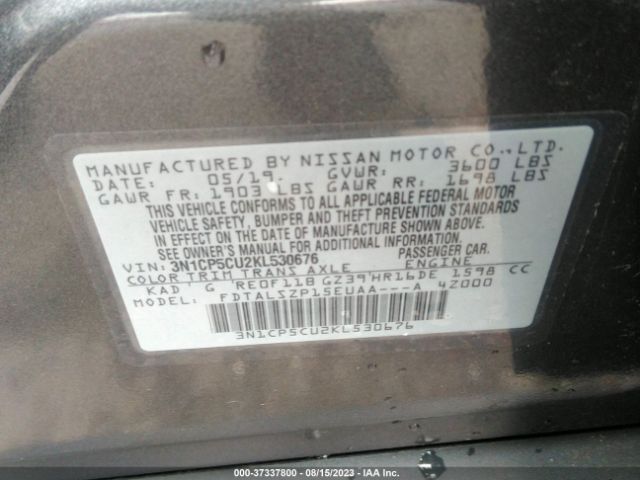 MANUFACTURED BY NISSAN MOTOR CO., LTD.
DATE: 05/19 GVWR: 3600 LBS
GAWR FR: 1903 LBS GAWR RR: 1698 LBS
THIS VEHICLE CONFORMS TO ALL APPLICABLE FEDERAL MOTOR
VEHICLE SAFETY, BUMPER AND THEFT PREVENTION STANDARDS
IN EFFECT ON THE DATE OF MANUFACTURE SHOWN ABOVE.
SEE OWNER'S MANUAL FOR ADDITIONAL INFORMATION
VIN: 3N1CP5CU2KL530676 PASSENGER CAR.
COLOR TRIM TRANS AXLE ENGINE
KAD G RE0F11B GZ39 HR16DE 1598 CC
FDTALSZP15EUAA---A 4Z000
3N1CP5CU2KL530676
000-37337800 - 08/15/2023 - IAA Inc.